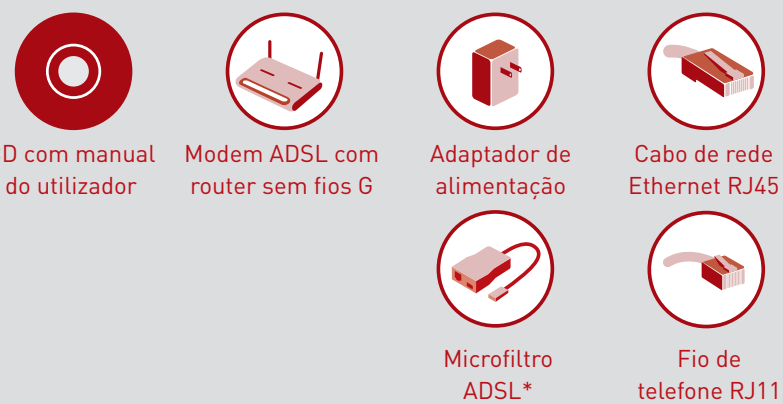 D com manual
do utilizador
Modem ADSL com
router sem fios G
Adaptador de
alimentação
Cabo de rede
Ethernet RJ45
Microfiltro
ADSL*
Fio de
telefone RJ11